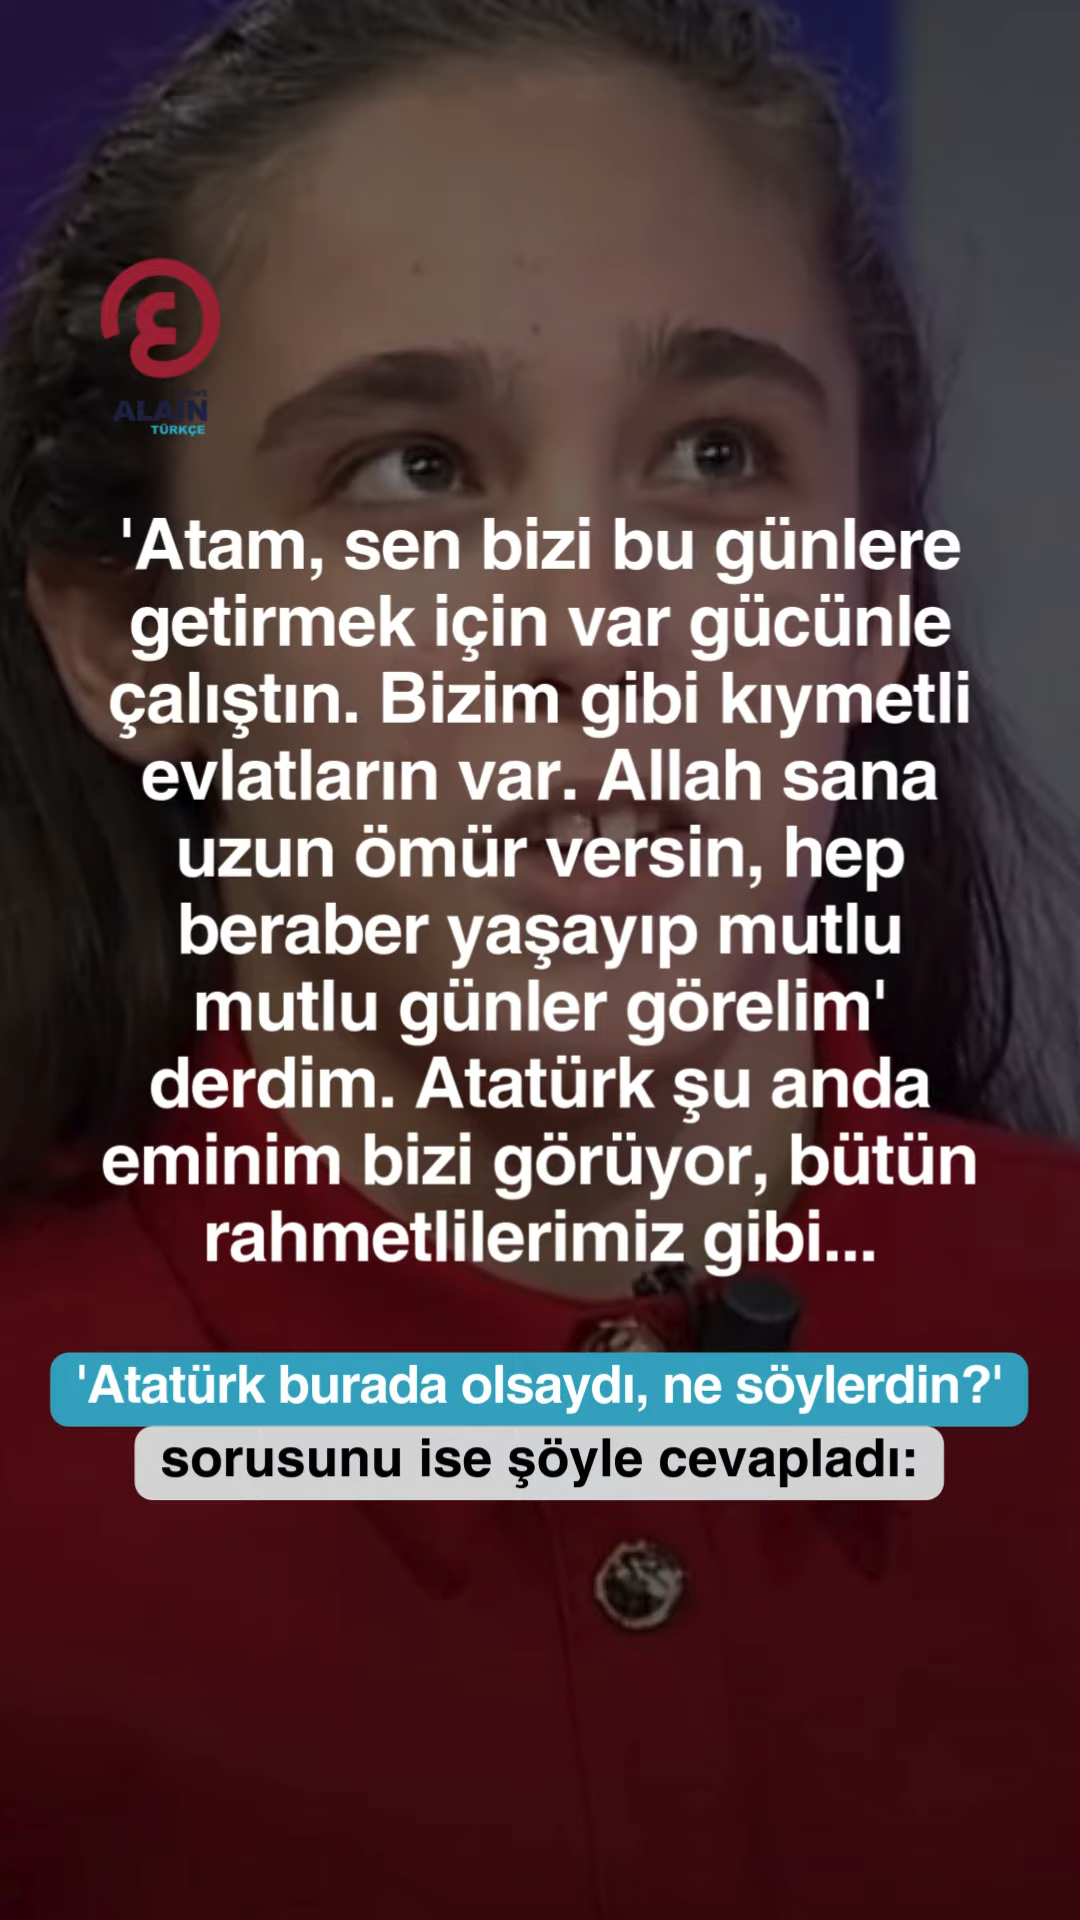 NEWS
ALAIN
TÜRKÇE
'Atam, sen bizi bu günlere
getirmek için var gücünle
çalıştın. Bizim gibi kıymetli
evlatların var. Allah sana
uzun ömür versin, hep
beraber yaşayıp mutlu
mutlu günler görelim'
derdim. Atatürk şu anda
eminim bizi görüyor, bütün
rahmetlilerimiz gibi...
'Atatürk burada olsaydı, ne söylerdin?'
sorusunu ise şöyle cevapladı: